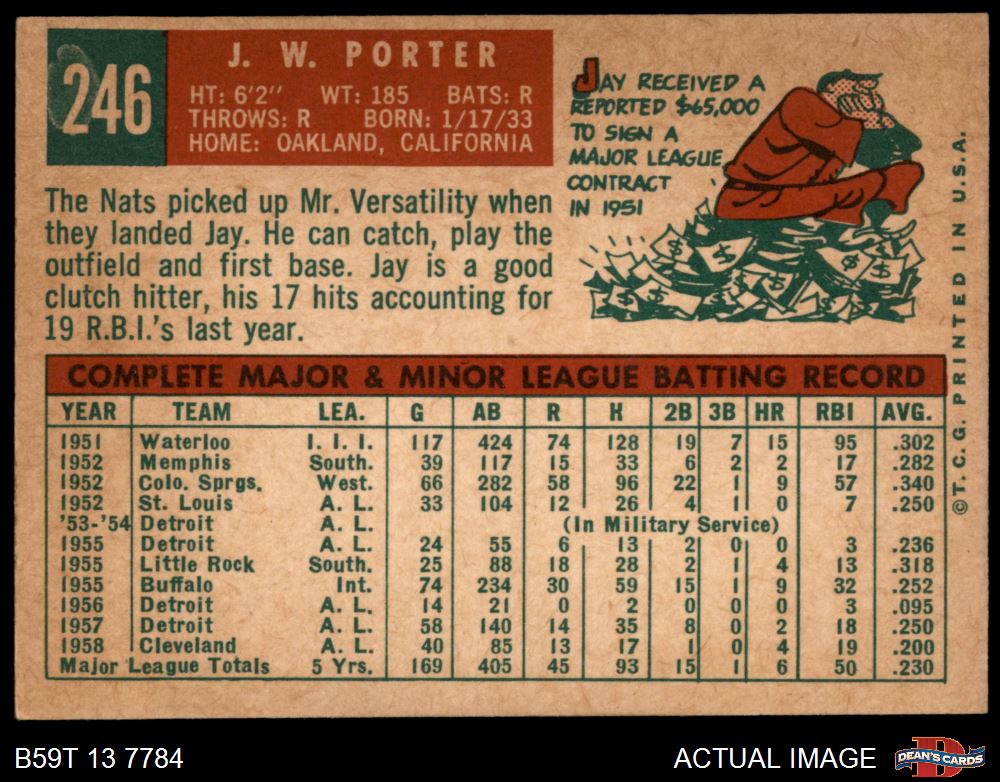 246
J. W. PORTER
HT: 6'2" WT: 185 BATS: R
THROWS: R BORN: 1/17/33
HOME: OAKLAND, CALIFORNIA
JAY RECEIVED A
REPORTED $65,000
TO SIGN A
MAJOR LEAGUE
CONTRACT
IN 1951
The Nats picked up Mr. Versatility when
they landed Jay. He can catch, play the
outfield and first base. Jay is a good
clutch hitter, his 17 hits accounting for
19 R.B.I.'s last year.
COMPLETE MAJOR & MINOR LEAGUE BATTING RECORD
YEAR TEAM LEA. G AB R H 2B 3B HR RBI AVG.
1951 Waterloo I. I. I. 117 424 74 128 19 7 15 95 .302
1952 Memphis South. 39 117 15 33 6 2 2 17 .282
1952 Colo. Sprgs. West. 66 282 58 96 22 1 9 57 .340
1952 St. Louis A. L. 33 104 12 26 4 1 0 7 .250
'53-'54 Detroit A. L. (In Military Service)
1955 Detroit A. L. 24 55 6 13 2 0 0 3 .236
1955 Little Rock South. 25 88 18 28 2 1 4 13 .318
1955 Buffalo Int. 74 234 30 59 15 1 9 32 .252
1956 Detroit A. L. 14 21 0 2 0 0 0 3 .095
1957 Detroit A. L. 58 140 14 35 8 0 2 18 .250
1958 Cleveland A. L. 40 85 13 17 1 0 4 19 .200
Major League Totals 5 Yrs. 169 405 45 93 15 1 6 50 .230
©T. C. G. PRINTED IN U.S.A.
B59T 13 7784
ACTUAL IMAGE
D
DEAN'S CARDS